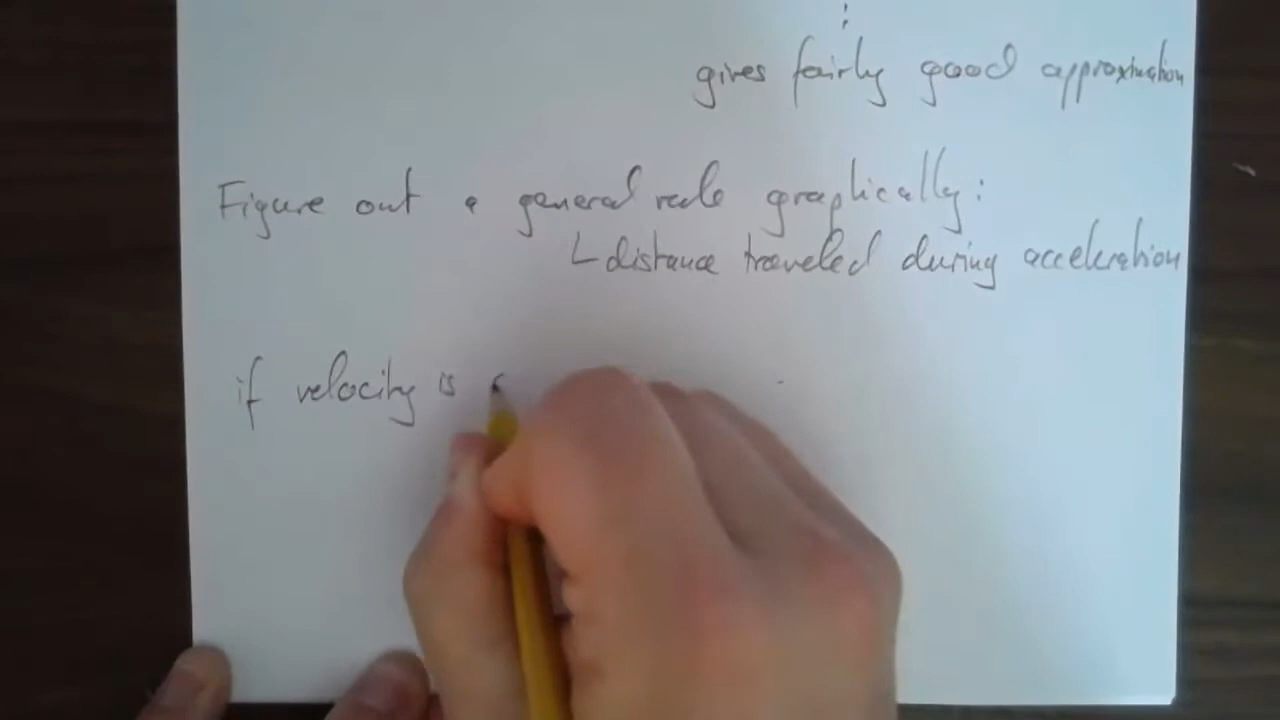 :
gives fairly good approximation
Figure out a general rule graphically:
distance traveled during acceleration
if velocity is